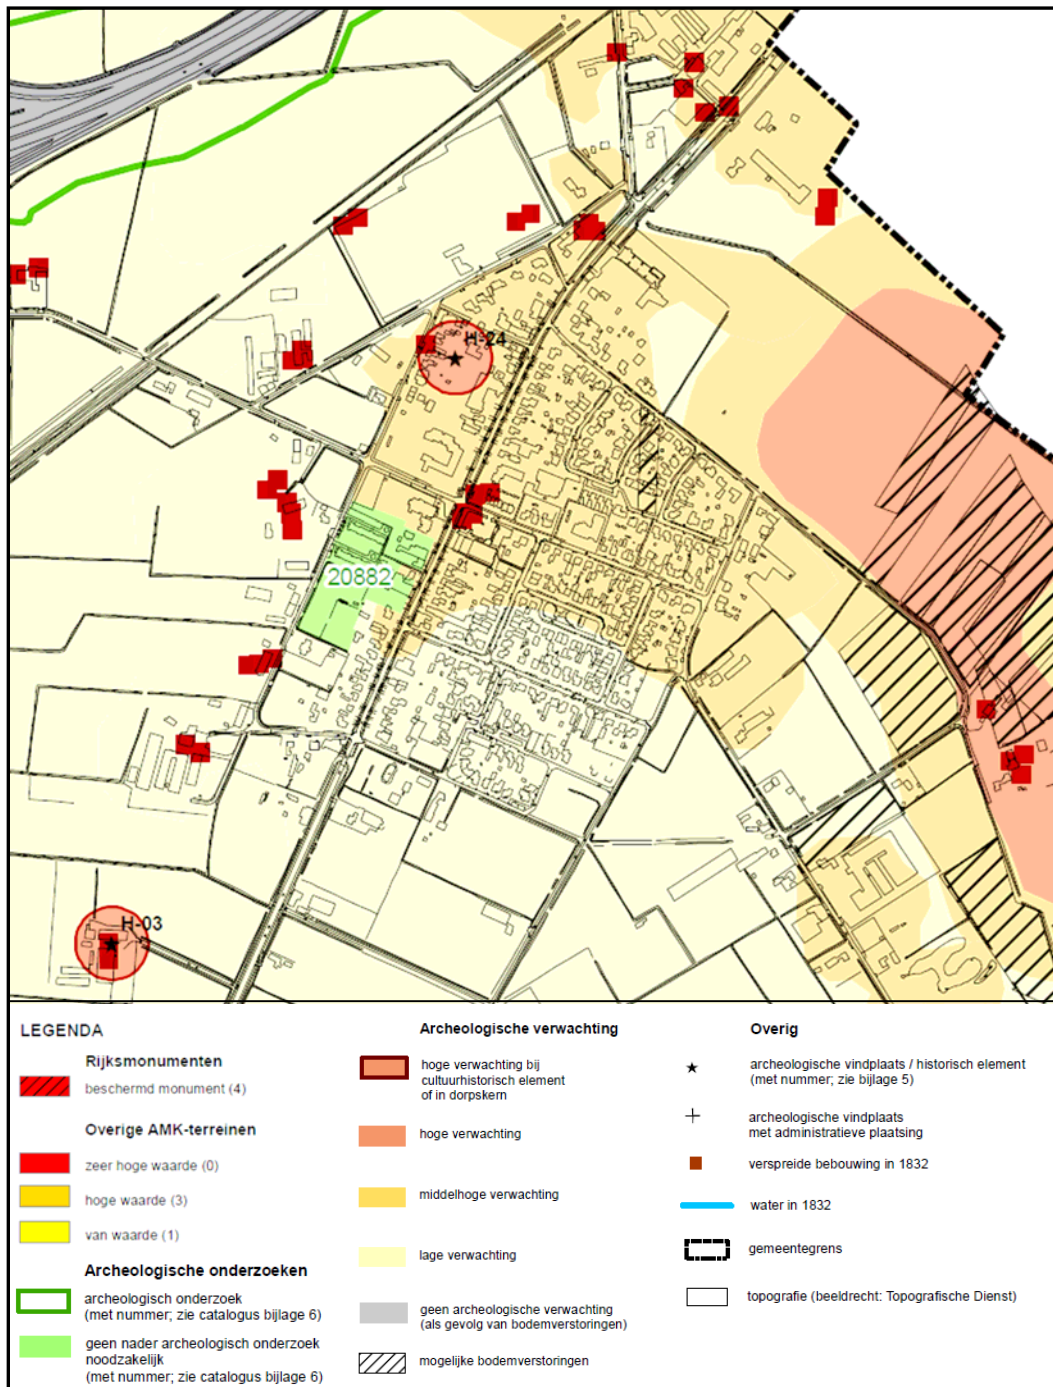 H-24
20882
H-03
LEGENDA
Rijksmonumenten
beschermd monument (4)
Overige AMK-terreinen
zeer hoge waarde (0)
hoge waarde (3)
van waarde (1)
Archeologische onderzoeken
archeologisch onderzoek
(met nummer; zie catalogus bijlage 6)
geen nader archeologisch onderzoek
noodzakelijk
(met nummer; zie catalogus bijlage 6)
Archeologische verwachting
hoge verwachting bij
cultuurhistorisch element
of in dorpskern
hoge verwachting
middelhoge verwachting
lage verwachting
geen archeologische verwachting
(als gevolg van bodemverstoringen)
mogelijke bodemverstoringen
Overig
archeologische vindplaats / historisch element
(met nummer; zie bijlage 5)
archeologische vindplaats
met administratieve plaatsing
verspreide bebouwing in 1832
water in 1832
gemeentegrens
topografie (beeldrecht: Topografische Dienst)